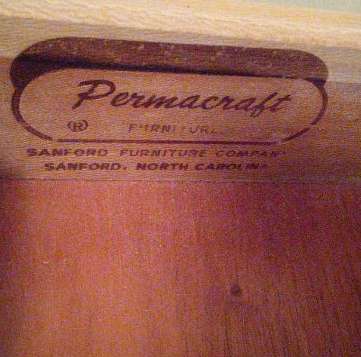 Permacraft
® FURNITURE
SANFORD FURNITURE COMPANY
SANFORD, NORTH CAROLINA